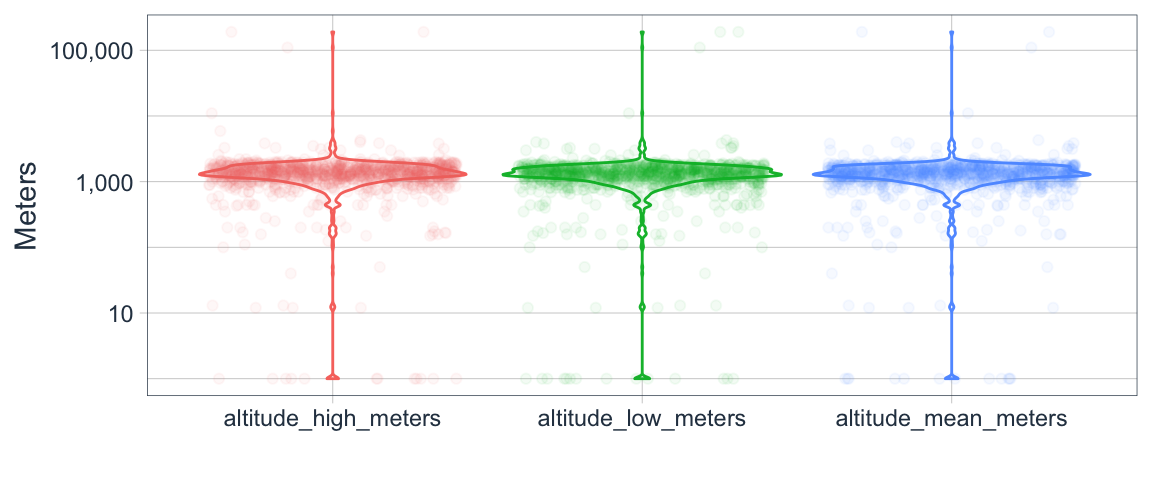 Meters
100,000
1,000
10
altitude_high_meters
altitude_low_meters
altitude_mean_meters